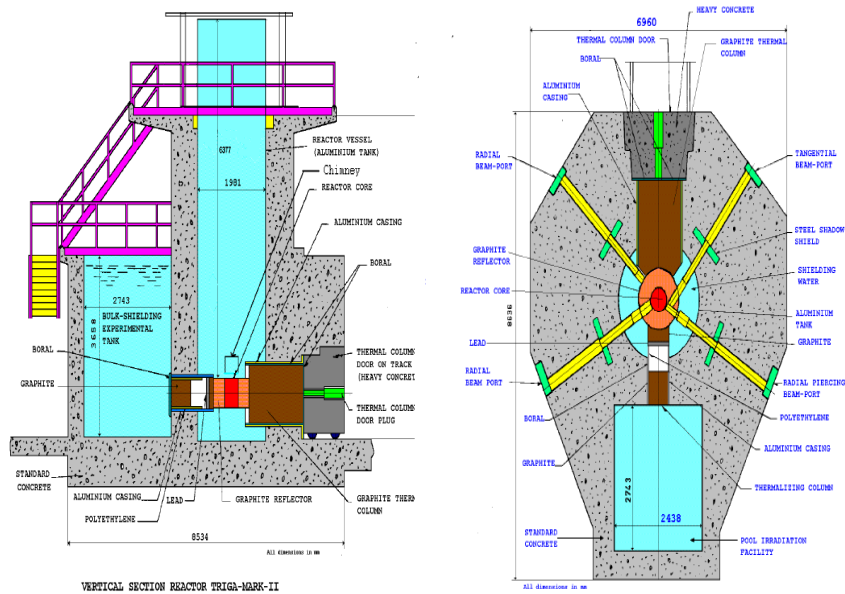 6377
REACTOR VESSEL
(ALUMINIUM TANK)
Chimney
1981
REACTOR CORE
ALUMINIUM CASING
BORAL
2743
BULK-SHIELDING
EXPERIMENTAL
TANK
3658
BORAL
THERMAL COLUMN
DOOR ON TRACK
(HEAVY CONCRET
GRAPHITE
THERMAL COLUMN
DOOR PLUG
STANDARD
CONCRETE
ALUMINIUM CASING
LEAD
GRAPHITE REFLECTOR
GRAPHITE THERM
COLUMN
POLYETHYLENE
8534
All dimensions in mm
VERTICAL SECTION REACTOR TRIGA-MARK-II
HEAVY CONCRETE
6960
THERMAL COLUMN DOOR
GRAPHITE THERMAL
COLUMN
BORAL
ALUMINIUM
CASING
RADIAL
BEAM-PORT
TANGENTIAL
BEAM-PORT
STEEL SHADOW
SHIELD
GRAPHITE
REFLECTOR
SHIELDING
WATER
REACTOR CORE
8636
ALUMINIUM
TANK
LEAD
GRAPHITE
RADIAL
BEAM PORT
RADIAL PIERCING
BEAM-PORT
BORAL
POLYETHYLENE
ALUMINIUM CASING
GRAPHITE
THERMALIZING COLUMN
2743
2438
STANDARD
CONCRETE
POOL IRRADIATION
FACILITY
All dimensions in mm